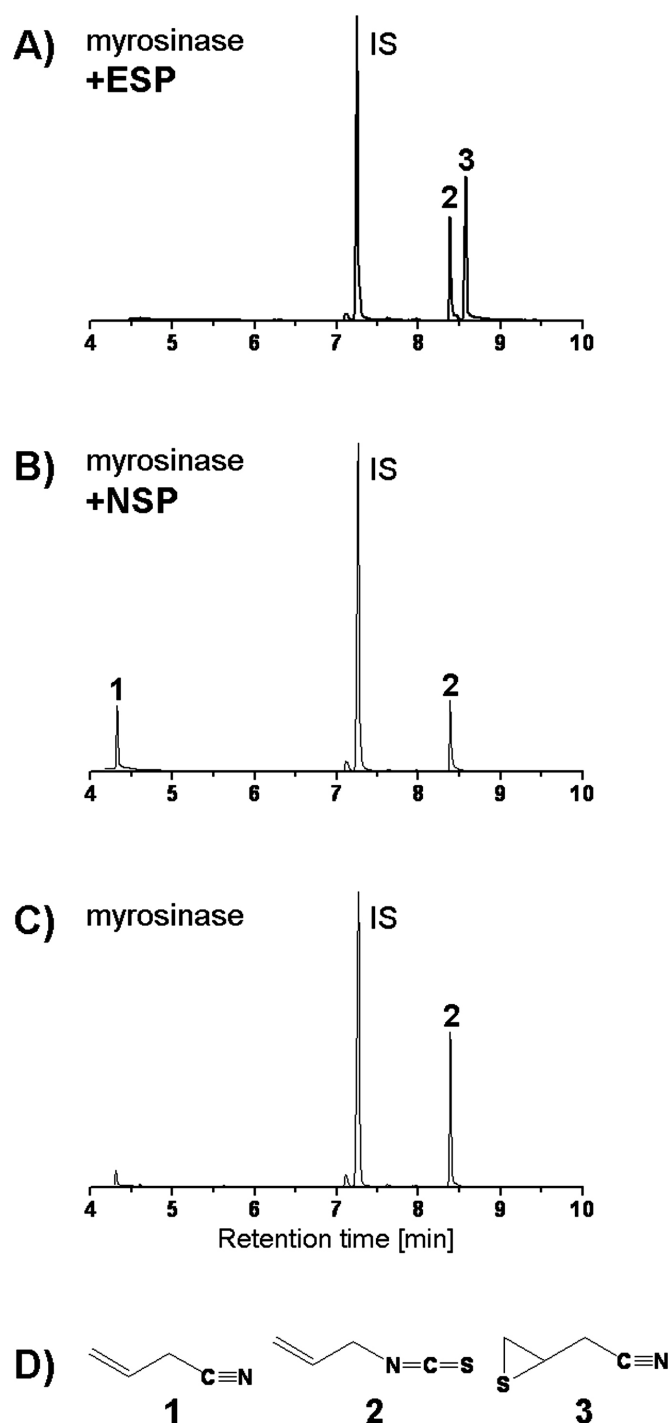 A) myrosinase IS
+ESP
3
2
4 5 6 7 8 9 10
B) myrosinase IS
+NSP
1 2
4 5 6 7 8 9 10
C) myrosinase IS
2
4 5 6 7 8 9 10
Retention time [min]
D) C≡N N=C=S S C≡N
1 2 3